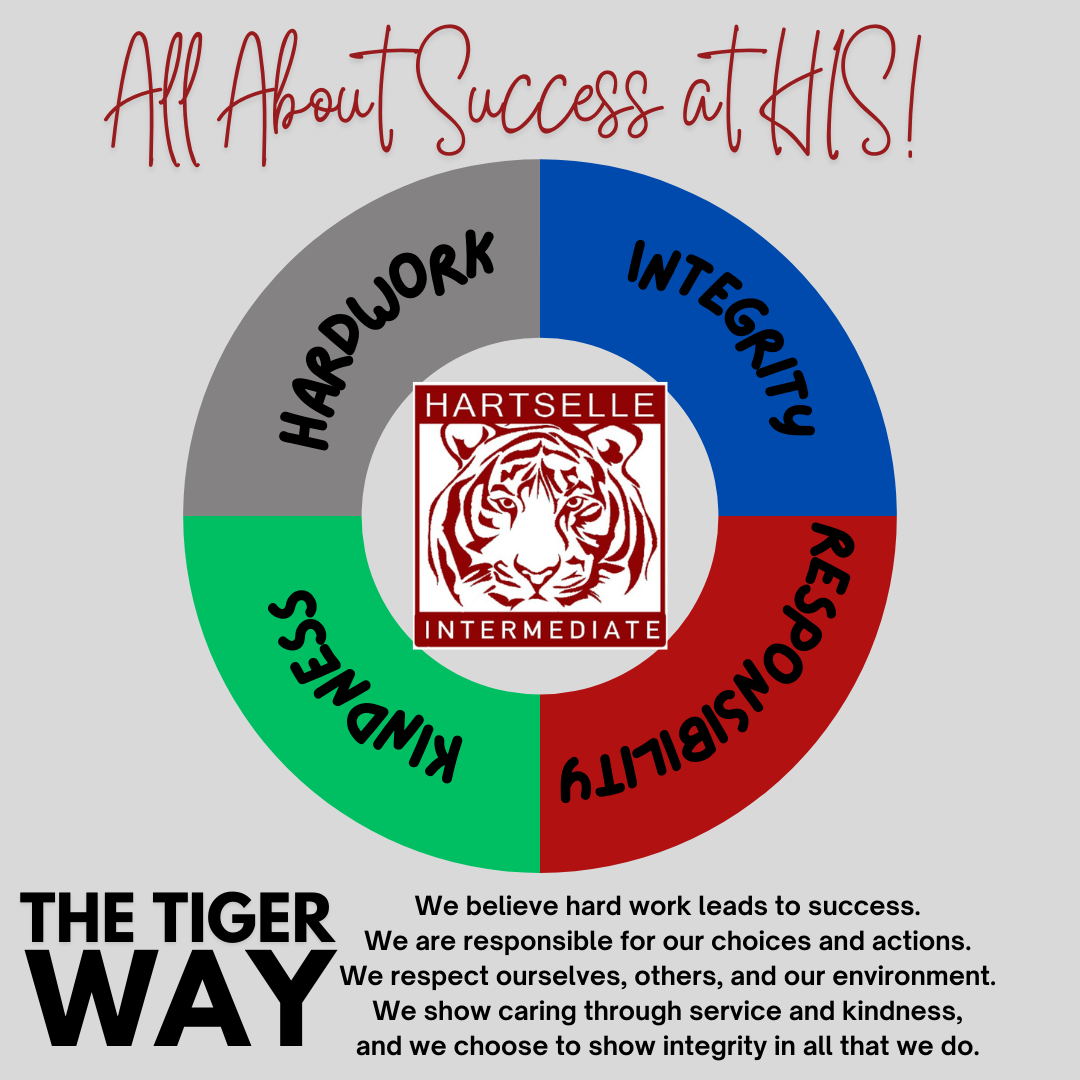 All About Success at HIS!
HARDWORK
INTEGRITY
HARTSELLE
INTERMEDIATE
KINDNESS
RESPONSIBILITY
THE TIGER
WAY
We believe hard work leads to success.
We are responsible for our choices and actions.
We respect ourselves, others, and our environment.
We show caring through service and kindness,
and we choose to show integrity in all that we do.